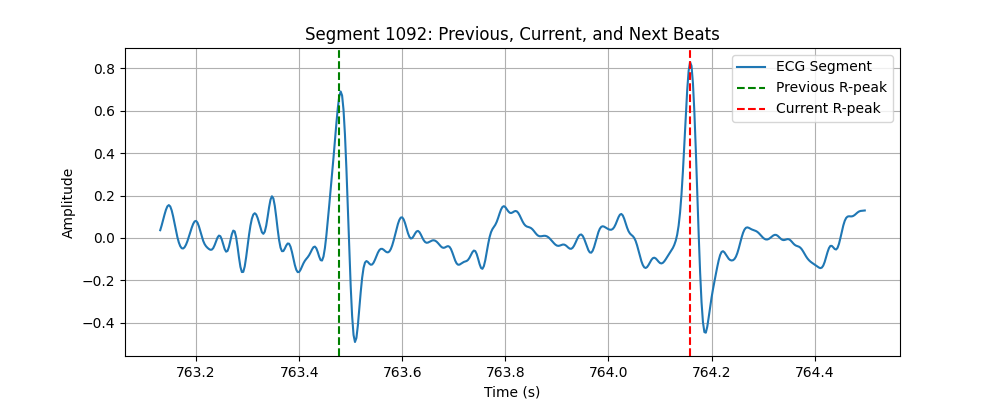 Segment 1092: Previous, Current, and Next Beats
ECG Segment
Previous R-peak
Current R-peak
Amplitude
0.8
0.6
0.4
0.2
0.0
−0.2
−0.4
763.2 763.4 763.6 763.8 764.0 764.2 764.4
Time (s)